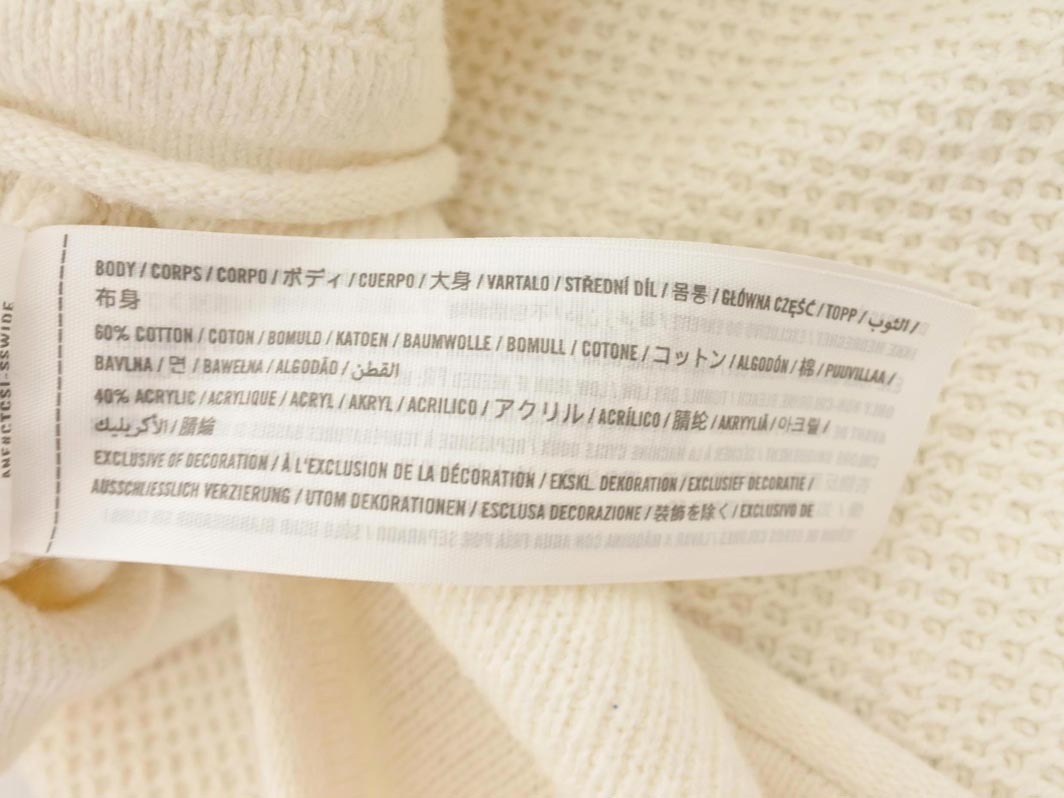 BODY / CORPS / CORPO / ボディ / CUERPO / 大身 / VARTALO / STŘEDNÍ DÍL / 몸통 / GŁÓWNA CZĘŚĆ / TOPP / الثوب /
布身
60% COTTON / COTON / BOMULD / KATOEN / BAUMWOLLE / BOMULL / COTONE / コットン / ALGODÓN / 棉 / PUUVILLAA /
BAVLNA / 면 / BAWEŁNA / ALGODÃO / القطن
40% ACRYLIC / ACRYLIQUE / ACRYL / AKRYL / ACRILICO / アクリル / ACRÍLICO / 腈纶 / AKRYYLIÄ / 아크릴 /
الأكريليك / 腈綸
EXCLUSIVE OF DECORATION / À L'EXCLUSION DE LA DÉCORATION / EKSKL. DEKORATION / EXCLUSIEF DECORATIE /
AUSSCHLIESSLICH VERZIERUNG / UTOM DEKORATIONEN / ESCLUSA DECORAZIONE / 装飾を除く / EXCLUSIVO DE